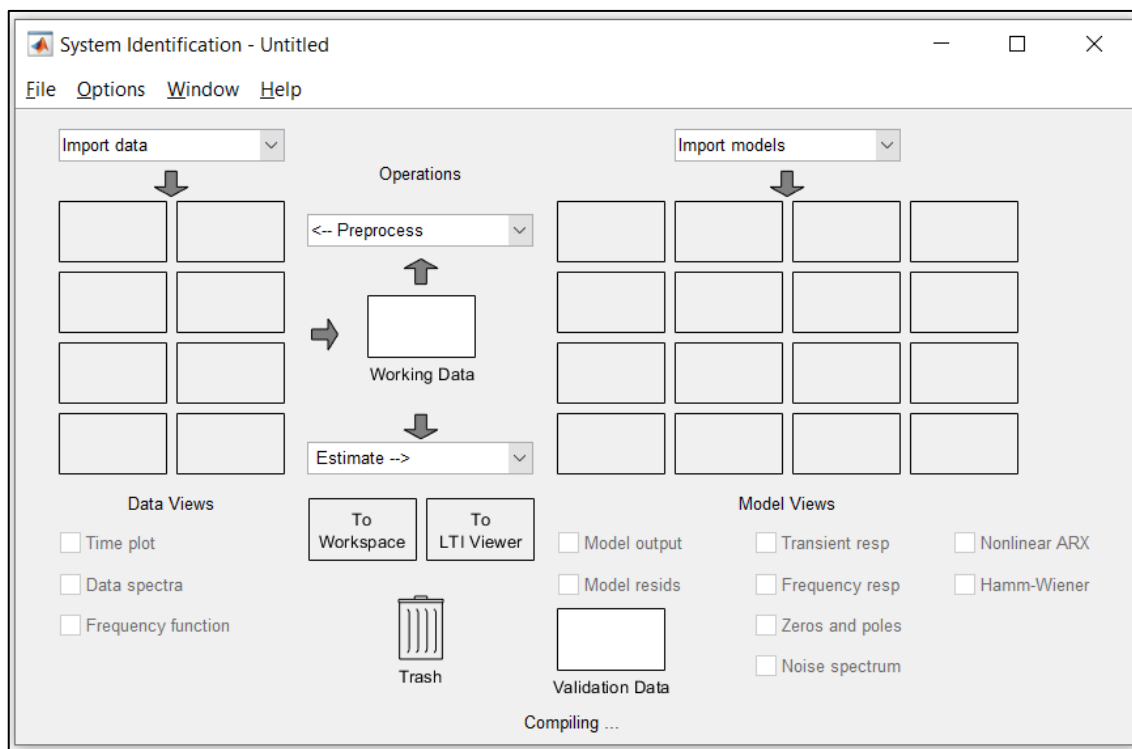 System Identification - Untitled
File Options Window Help
Import data
Import models
Operations
<-- Preprocess
Working Data
Estimate -->
Data Views
Time plot
Data spectra
Frequency function
To
Workspace
To
LTI Viewer
Trash
Model Views
Model output
Model resids
Transient resp
Frequency resp
Zeros and poles
Noise spectrum
Nonlinear ARX
Hamm-Wiener
Validation Data
Compiling ...